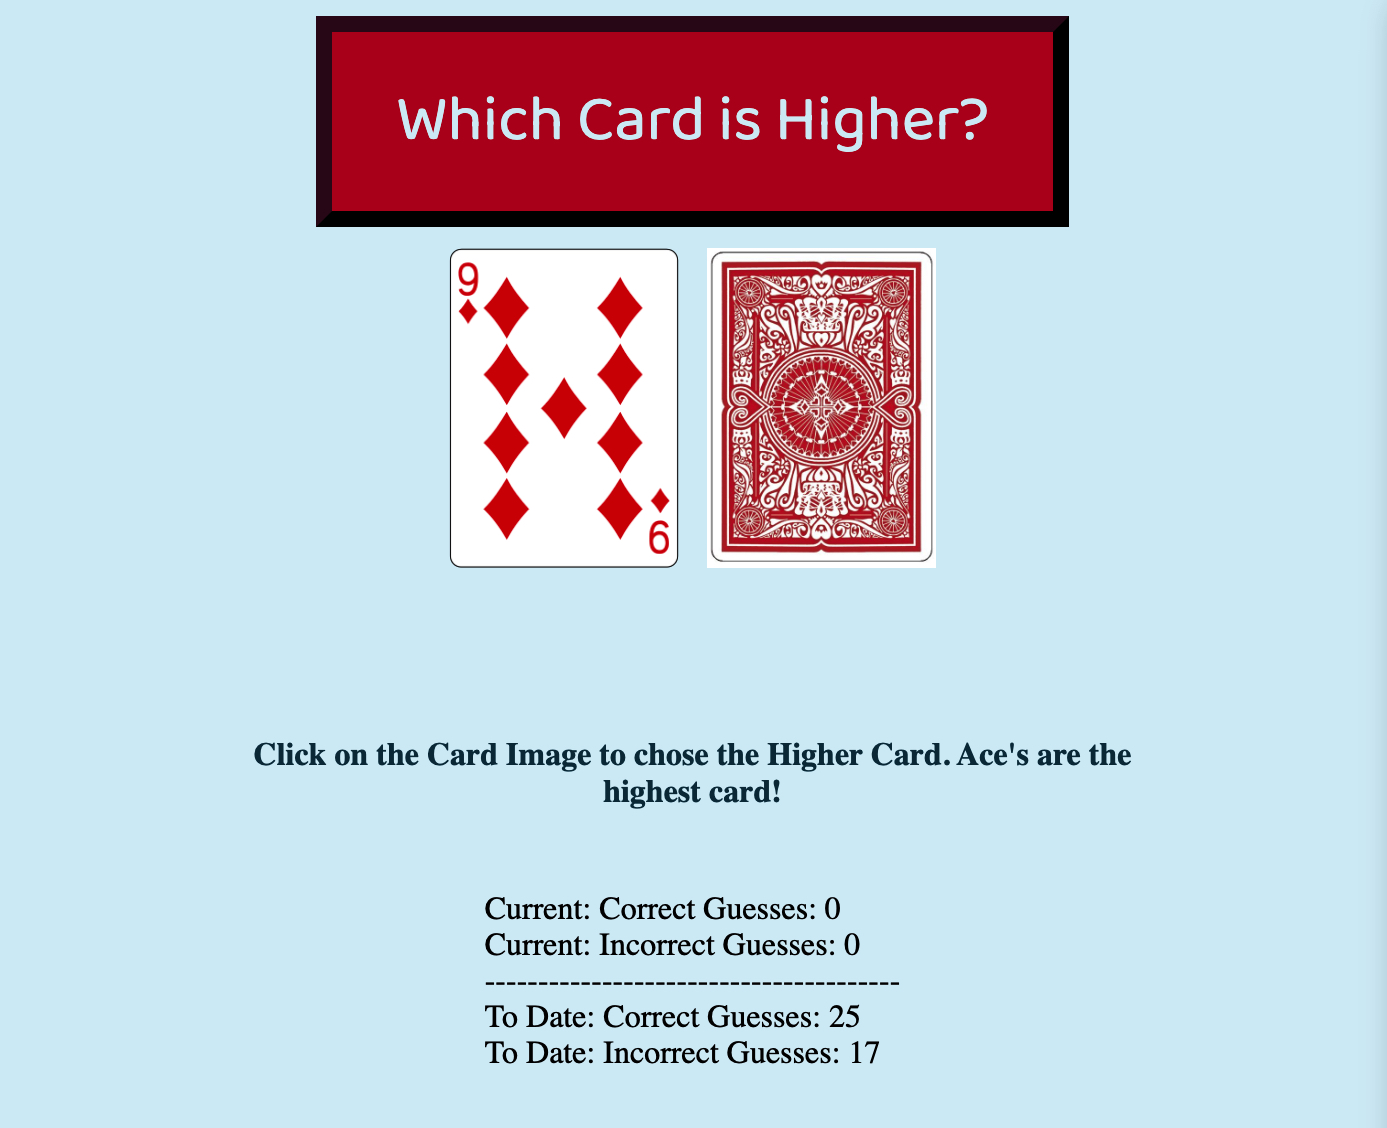 Which Card is Higher?
9
9
Click on the Card Image to chose the Higher Card. Ace's are the
highest card!
Current: Correct Guesses: 0
Current: Incorrect Guesses: 0
---------------------------------------
To Date: Correct Guesses: 25
To Date: Incorrect Guesses: 17